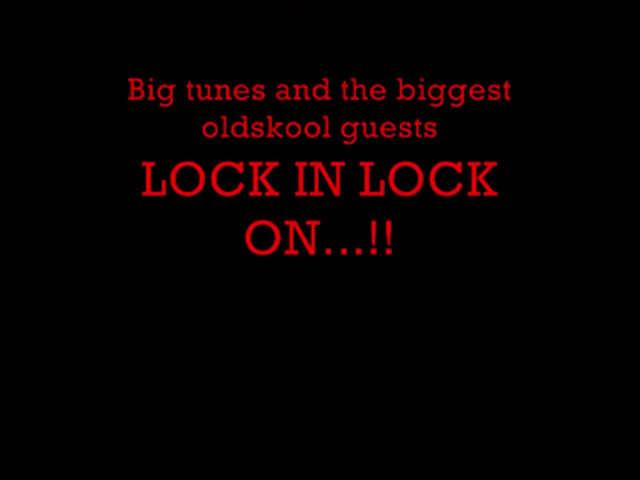 Big tunes and the biggest
oldskool guests
LOCK IN LOCK
ON...!!